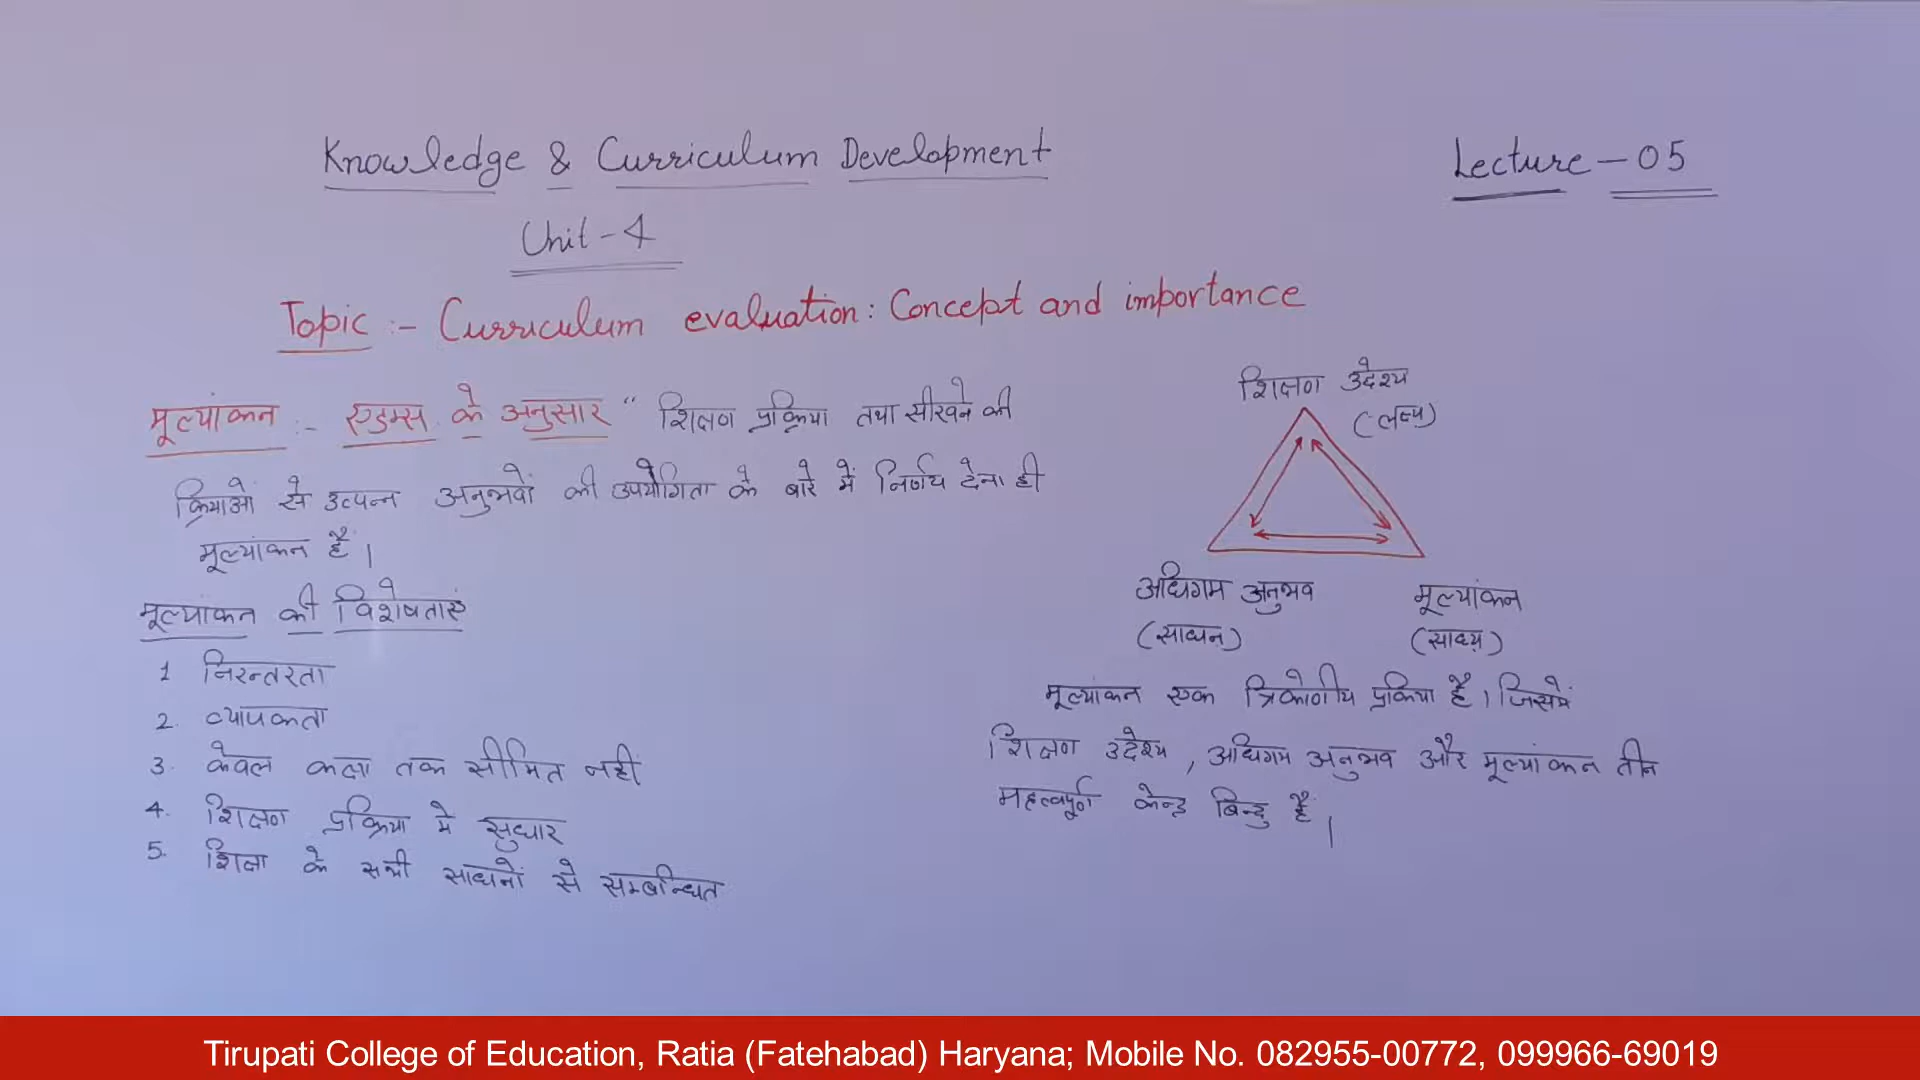 Knowledge & Curriculum Development
Lecture - 05
Unit - 4
Topic :- Curriculum evaluation: Concept and importance
मूल्यांकन :- एडम्स के अनुसार " शिक्षण प्रक्रिया तथा सीखने की
क्रियाओं से उत्पन्न अनुभवों की उपयोगिता के बारे में निर्णय देना ही
मूल्यांकन है।
मूल्यांकन की विशेषताएं
1 निरन्तरता
2. व्यापकता
3. केवल कक्षा तक सीमित नहीं
4. शिक्षण प्रक्रिया मे सुधार
5. शिक्षा के सभी साधनों से सम्बन्धित
शिक्षण उदेश्य
(लक्ष्य)
अधिगम अनुभव
(साधन)
मूल्यांकन
(साध्य)
मूल्यांकन एक त्रिकोणीय प्रक्रिया है। जिसमें
शिक्षण उदेश्य, अधिगम अनुभव और मूल्यांकन तीन
महत्वपूर्ण केन्द्र बिन्दु हैं।
Tirupati College of Education, Ratia (Fatehabad) Haryana; Mobile No. 082955-00772, 099966-69019